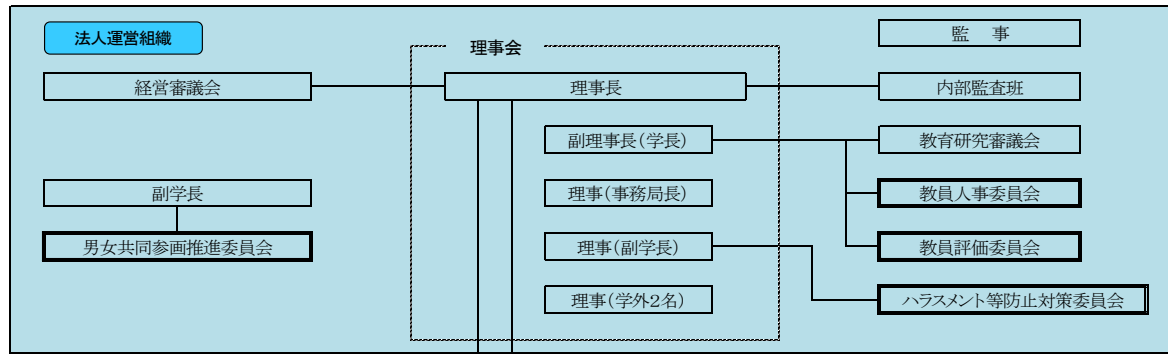 法人運営組織
理事会
監　事
経営審議会
理事長
内部監査班
副理事長(学長)
教育研究審議会
副学長
理事(事務局長)
教員人事委員会
男女共同参画推進委員会
理事(副学長)
教員評価委員会
理事(学外2名)
ハラスメント等防止対策委員会